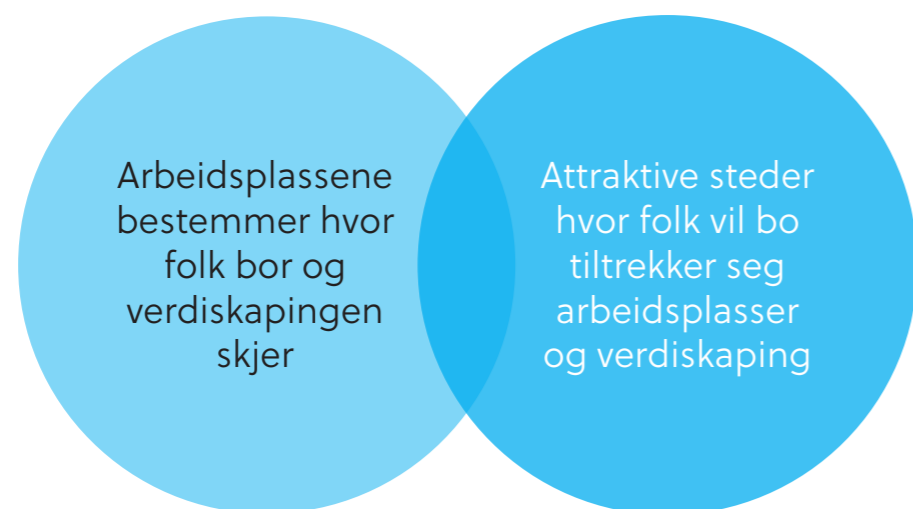 Arbeidsplassene
bestemmer hvor
folk bor og
verdiskapingen
skjer
Attraktive steder
hvor folk vil bo
tiltrekker seg
arbeidsplasser
og verdiskaping